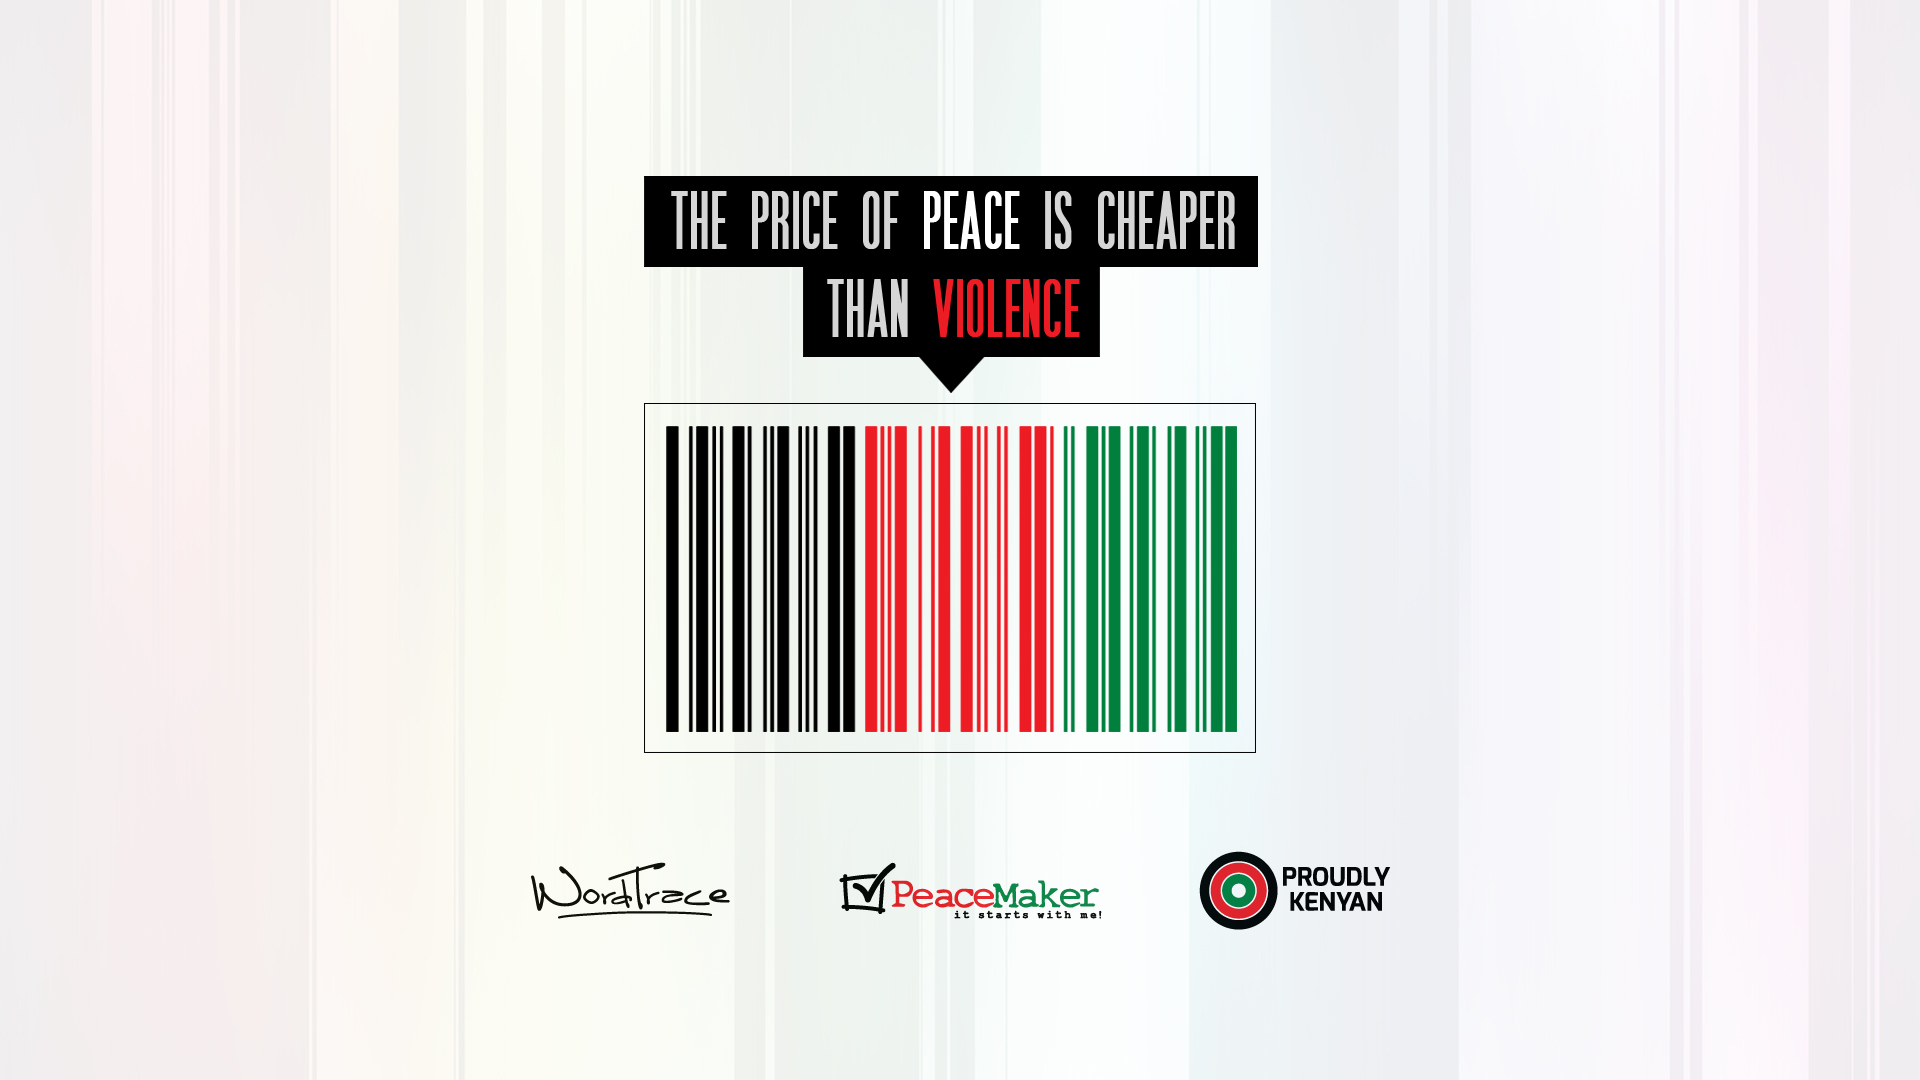 THE PRICE OF PEACE IS CHEAPER
THAN VIOLENCE
WordTrace
PeaceMaker
it starts with me!
PROUDLY
KENYAN